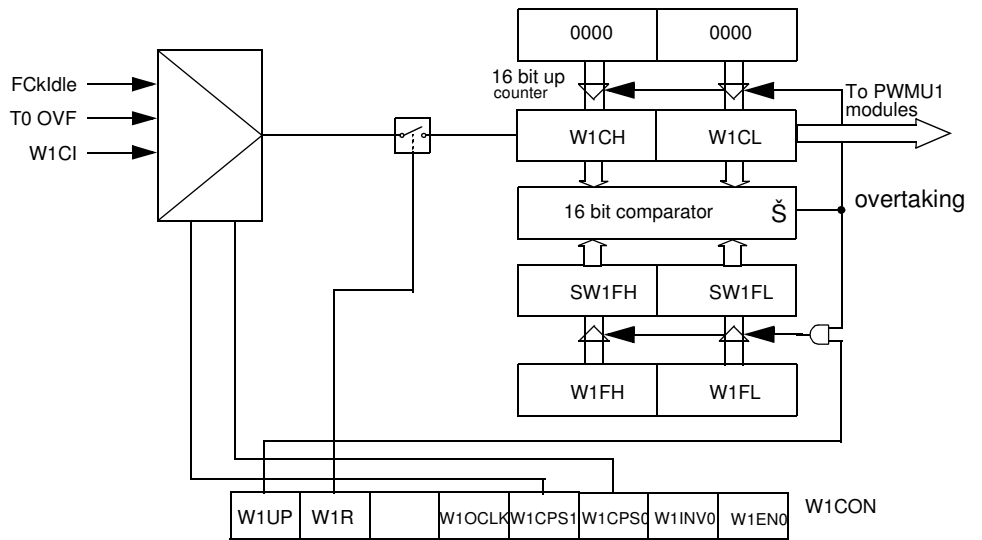 0000 0000
16 bit up
counter
FCkIdle
T0 OVF
W1CI
To PWMU1
modules
W1CH W1CL
16 bit comparator Š
overtaking
SW1FH SW1FL
W1FH W1FL
W1UP W1R W1OCLK W1CPS1 W1CPS0 W1INV0 W1EN0
W1CON